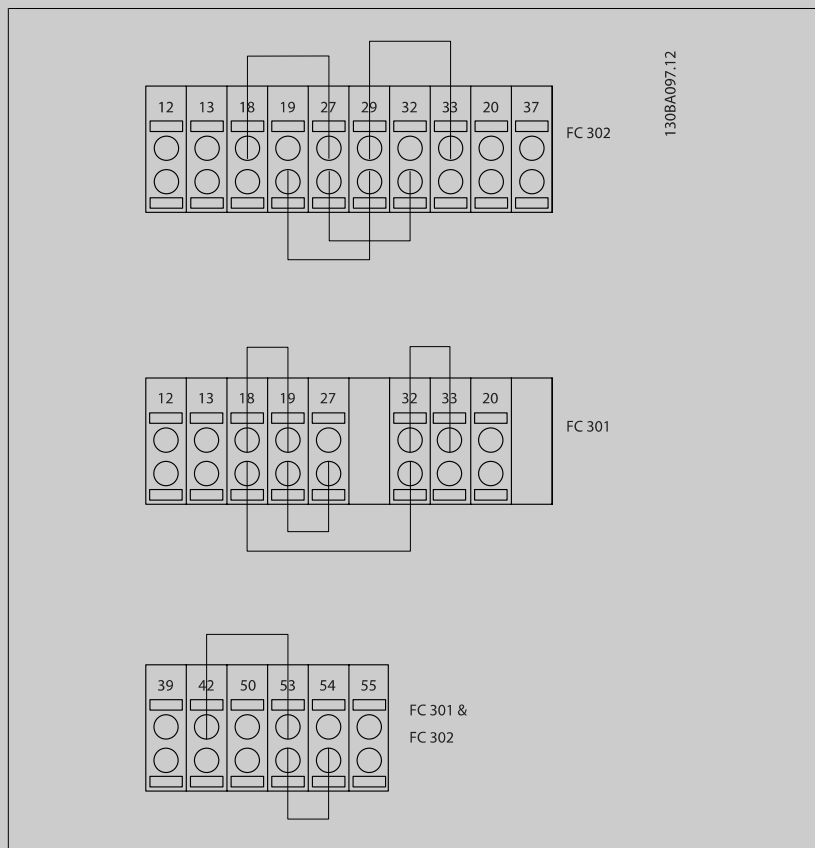 130BA097.12
12 13 18 19 27 29 32 33 20 37
FC 302
12 13 18 19 27 32 33 20
FC 301
39 42 50 53 54 55
FC 301 &
FC 302